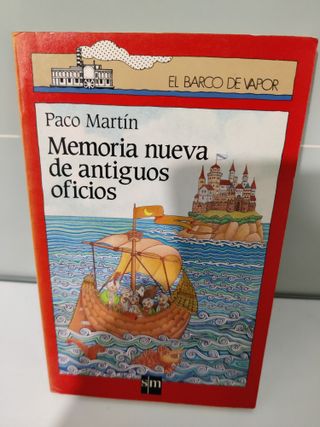 EL BARCO DE VAPOR
Paco Martín
Memoria nueva
de antiguos
oficios
sm